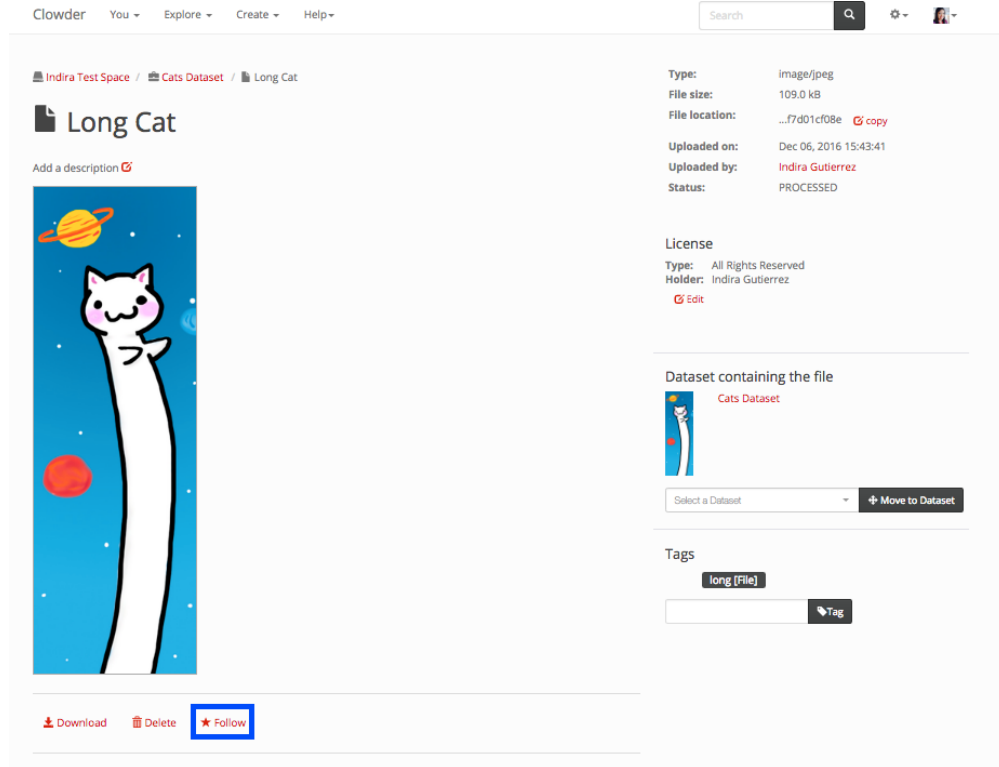 Clowder You Explore Create Help Search
Indira Test Space / Cats Dataset / Long Cat
Long Cat
Add a description
Download Delete Follow
Type: image/jpeg
File size: 109.0 kB
File location: ...f7d01cf08e copy
Uploaded on: Dec 06, 2016 15:43:41
Uploaded by: Indira Gutierrez
Status: PROCESSED
License
Type: All Rights Reserved
Holder: Indira Gutierrez
Edit
Dataset containing the file
Cats Dataset
Select a Dataset Move to Dataset
Tags
long [File]
Tag